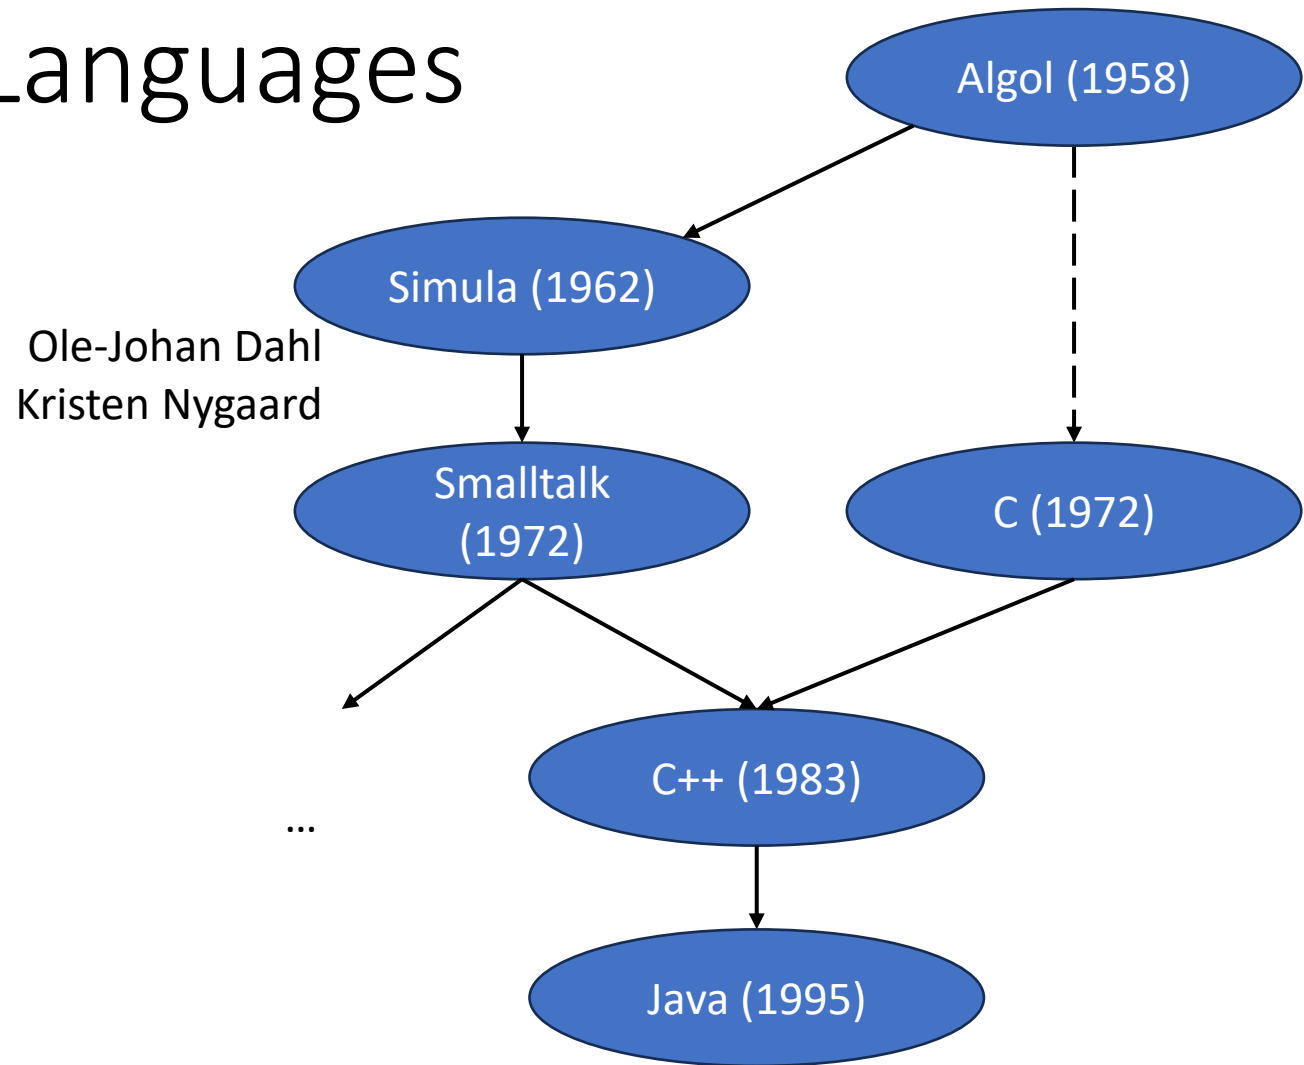 Languages
Algol (1958)
Simula (1962)
Ole-Johan Dahl
Kristen Nygaard
Smalltalk
(1972)
C (1972)
C++ (1983)
...
Java (1995)